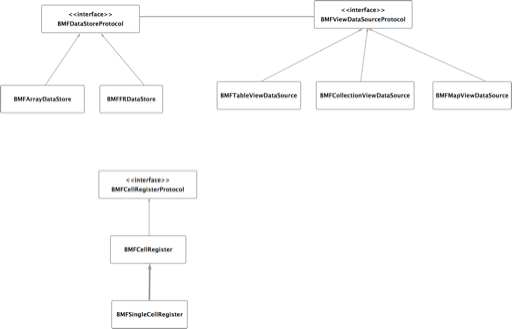 <<interface>>
BMFDataStoreProtocol
<<interface>>
BMFViewDataSourceProtocol
BMFArrayDataStore
BMFFRDataStore
BMFTableViewDataSource
BMFCollectionViewDataSource
BMFMapViewDataSource
<<interface>>
BMFCellRegisterProtocol
BMFCellRegister
BMFSingleCellRegister